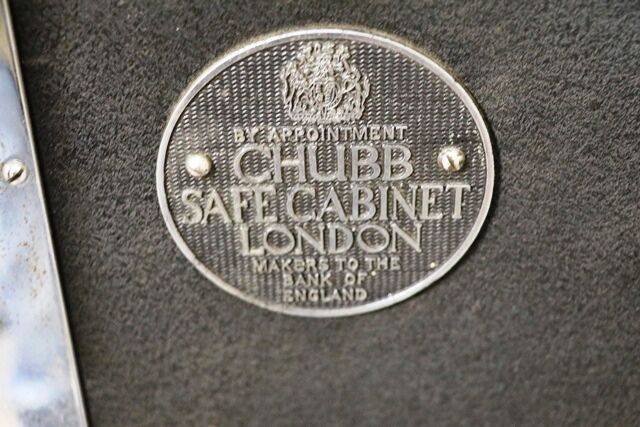 BY APPOINTMENT
CHUBB
SAFE CABINET
LONDON
MAKERS TO THE
BANK OF
ENGLAND